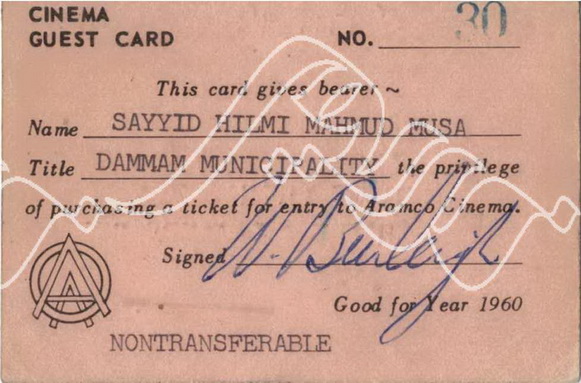 CINEMA
GUEST CARD NO. 30
This card gives bearer ~
Name SAYYID HILMI MAHMUD MUSA
Title DAMMAM MUNICIPALITY the privilege
of purchasing a ticket for entry to Aramco Cinema.
Signed W. Burleigh
Good for Year 1960
NONTRANSFERABLE